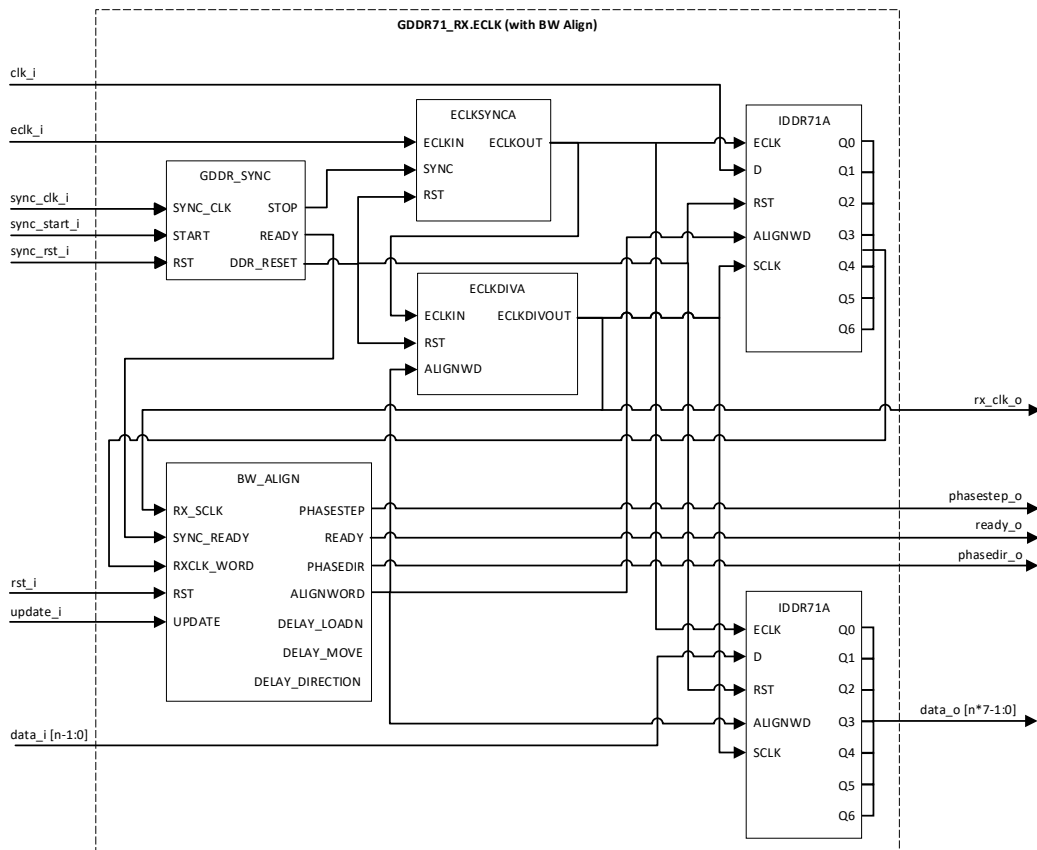 GDDR71_RX.ECLK (with BW Align)
clk_i
eclk_i
sync_clk_i
sync_start_i
sync_rst_i
GDDR_SYNC
SYNC_CLK STOP
START READY
RST DDR_RESET
ECLKSYNCA
ECLKIN ECLKOUT
SYNC
RST
ECLKDIVA
ECLKIN ECLKDIVOUT
RST
ALIGNWD
IDDR71A
ECLK Q0
D Q1
RST Q2
ALIGNWD Q3
SCLK Q4
Q5
Q6
rx_clk_o
BW_ALIGN
RX_SCLK PHASESTEP
SYNC_READY READY
RXCLK_WORD PHASEDIR
RST ALIGNWORD
UPDATE DELAY_LOADN
DELAY_MOVE
DELAY_DIRECTION
phasestep_o
ready_o
phasedir_o
rst_i
update_i
data_i [n-1:0]
IDDR71A
ECLK Q0
D Q1
RST Q2
ALIGNWD Q3
SCLK Q4
Q5
Q6
data_o [n*7-1:0]